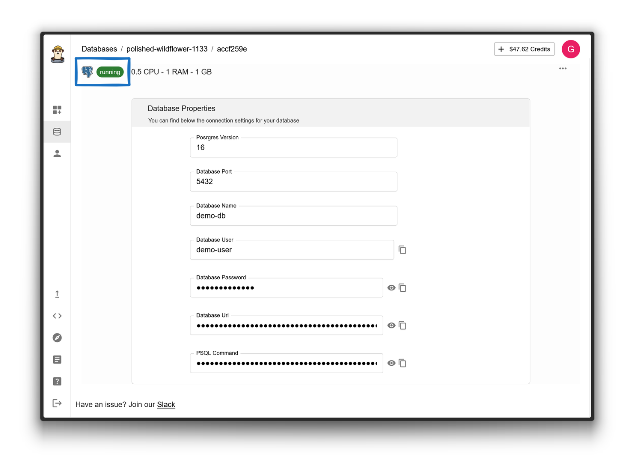 Databases / polished-wildflower-1133 / accf259e
+ $47.62 Credits
G
running
0.5 CPU - 1 RAM - 1 GB
Database Properties
You can find below the connection settings for your database
Posrgres Version
16
Database Port
5432
Database Name
demo-db
Database User
demo-user
Database Password
Database Url
PSQL Command
Have an issue? Join our Slack